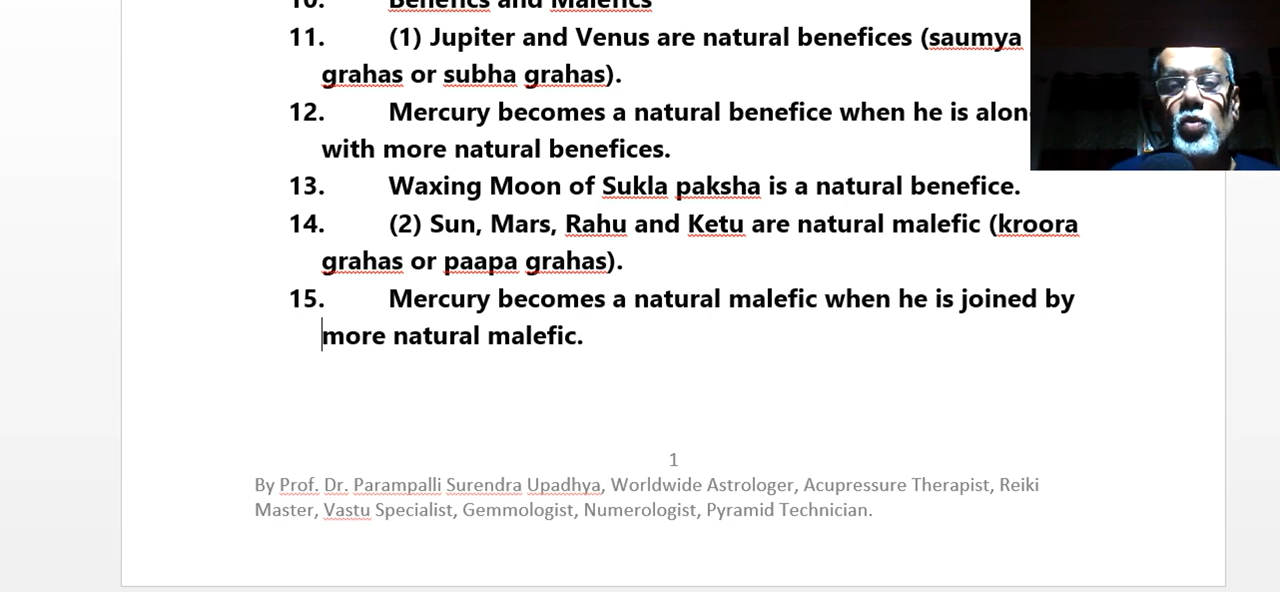 10. Benefics and Malefics
11. (1) Jupiter and Venus are natural benefices (saumya
grahas or subha grahas).
12. Mercury becomes a natural benefice when he is alon
with more natural benefices.
13. Waxing Moon of Sukla paksha is a natural benefice.
14. (2) Sun, Mars, Rahu and Ketu are natural malefic (kroora
grahas or paapa grahas).
15. Mercury becomes a natural malefic when he is joined by
more natural malefic.
1
By Prof. Dr. Parampalli Surendra Upadhya, Worldwide Astrologer, Acupressure Therapist, Reiki
Master, Vastu Specialist, Gemmologist, Numerologist, Pyramid Technician.